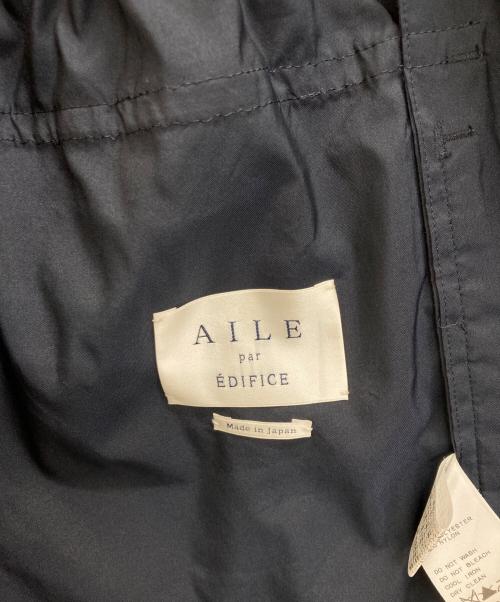 AILE
par
ÉDIFICE
Made in Japan
POLYESTER
NYLON
DO NOT WASH
DO NOT BLEACH
COOL IRON
DRY CLEAN